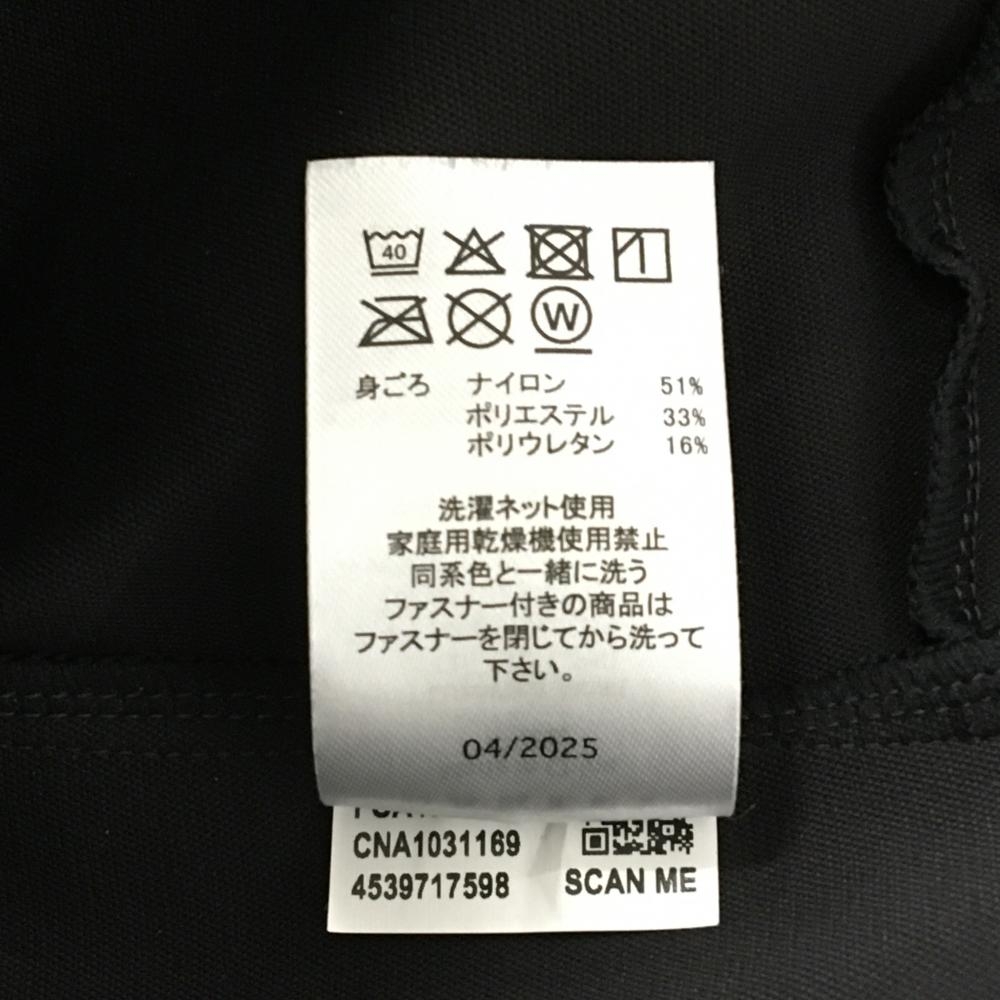 40
W
身ごろ ナイロン 51%
ポリエステル 33%
ポリウレタン 16%
洗濯ネット使用
家庭用乾燥機使用禁止
同系色と一緒に洗う
ファスナー付きの商品は
ファスナーを閉じてから洗って
下さい。
04/2025
CNA1031169
4539717598 SCAN ME